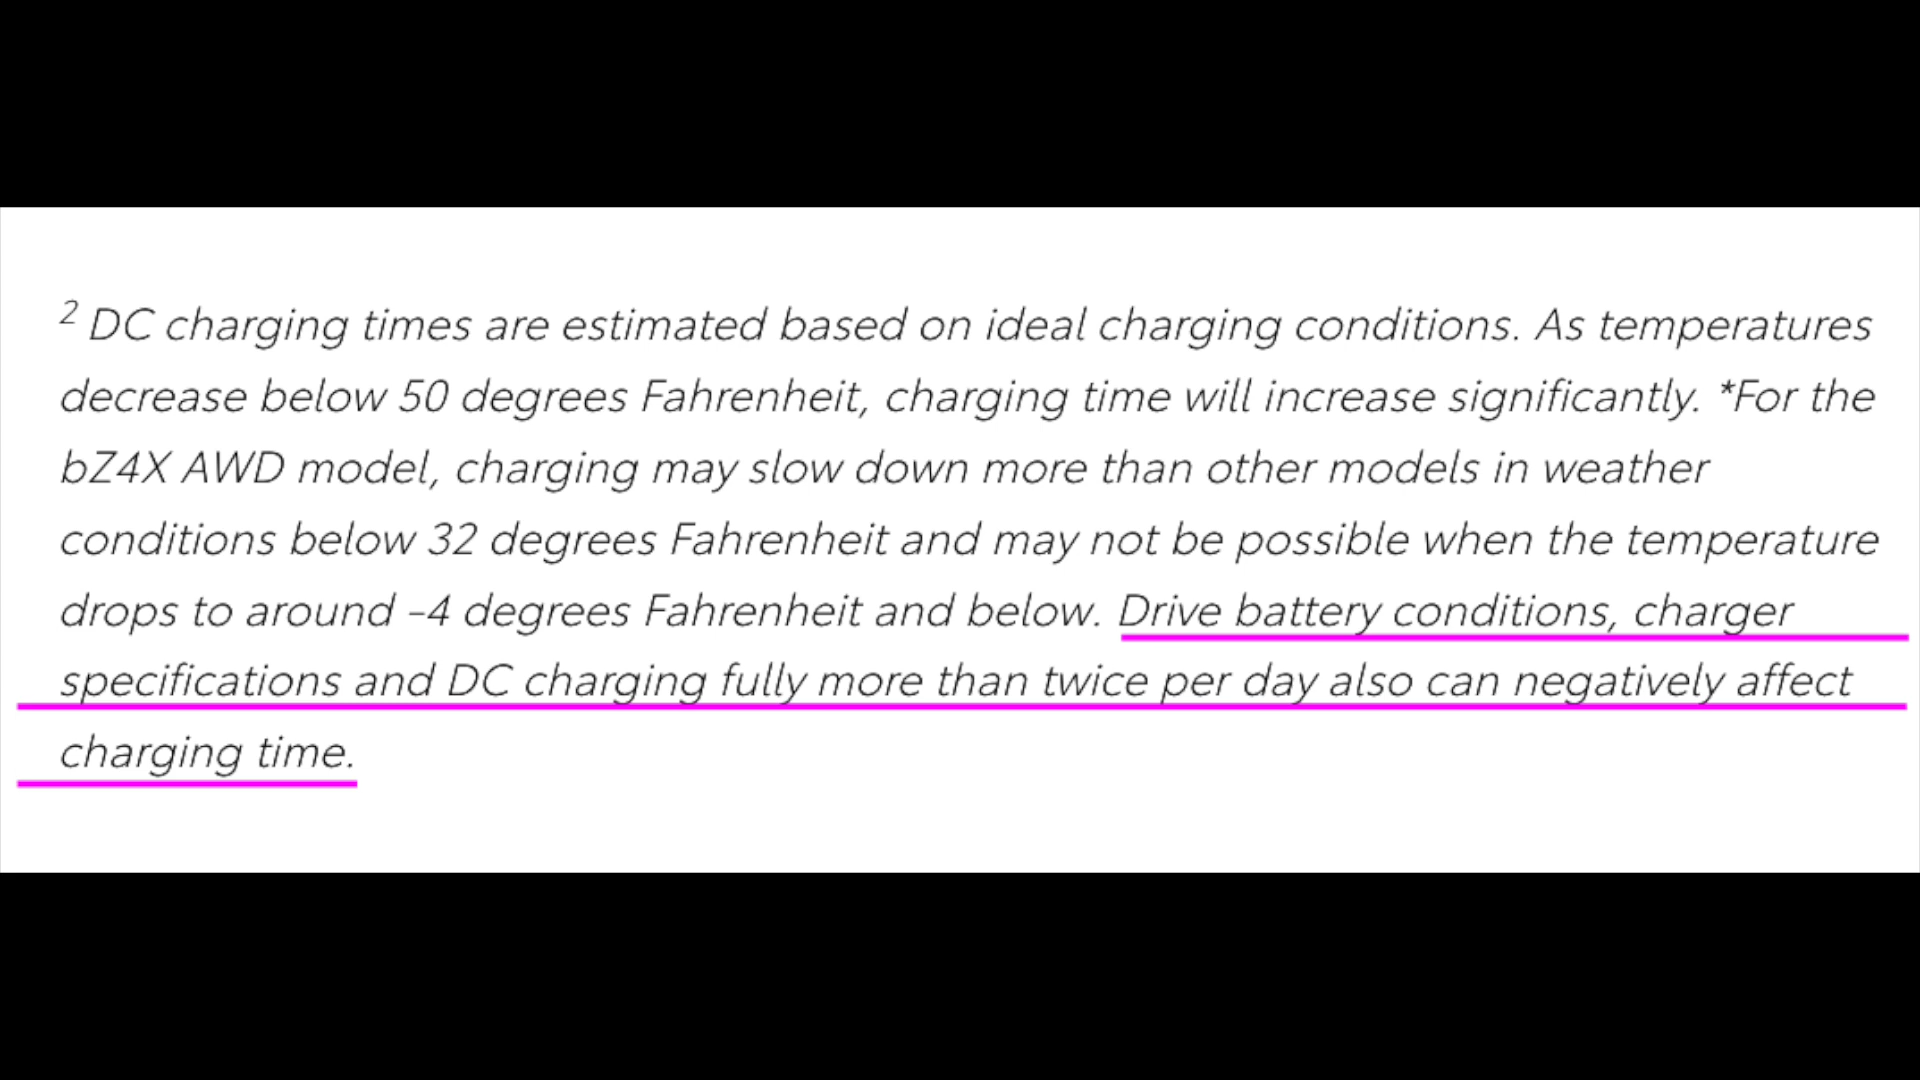 ² DC charging times are estimated based on ideal charging conditions. As temperatures
decrease below 50 degrees Fahrenheit, charging time will increase significantly. *For the
bZ4X AWD model, charging may slow down more than other models in weather
conditions below 32 degrees Fahrenheit and may not be possible when the temperature
drops to around –4 degrees Fahrenheit and below. Drive battery conditions, charger
specifications and DC charging fully more than twice per day also can negatively affect
charging time.